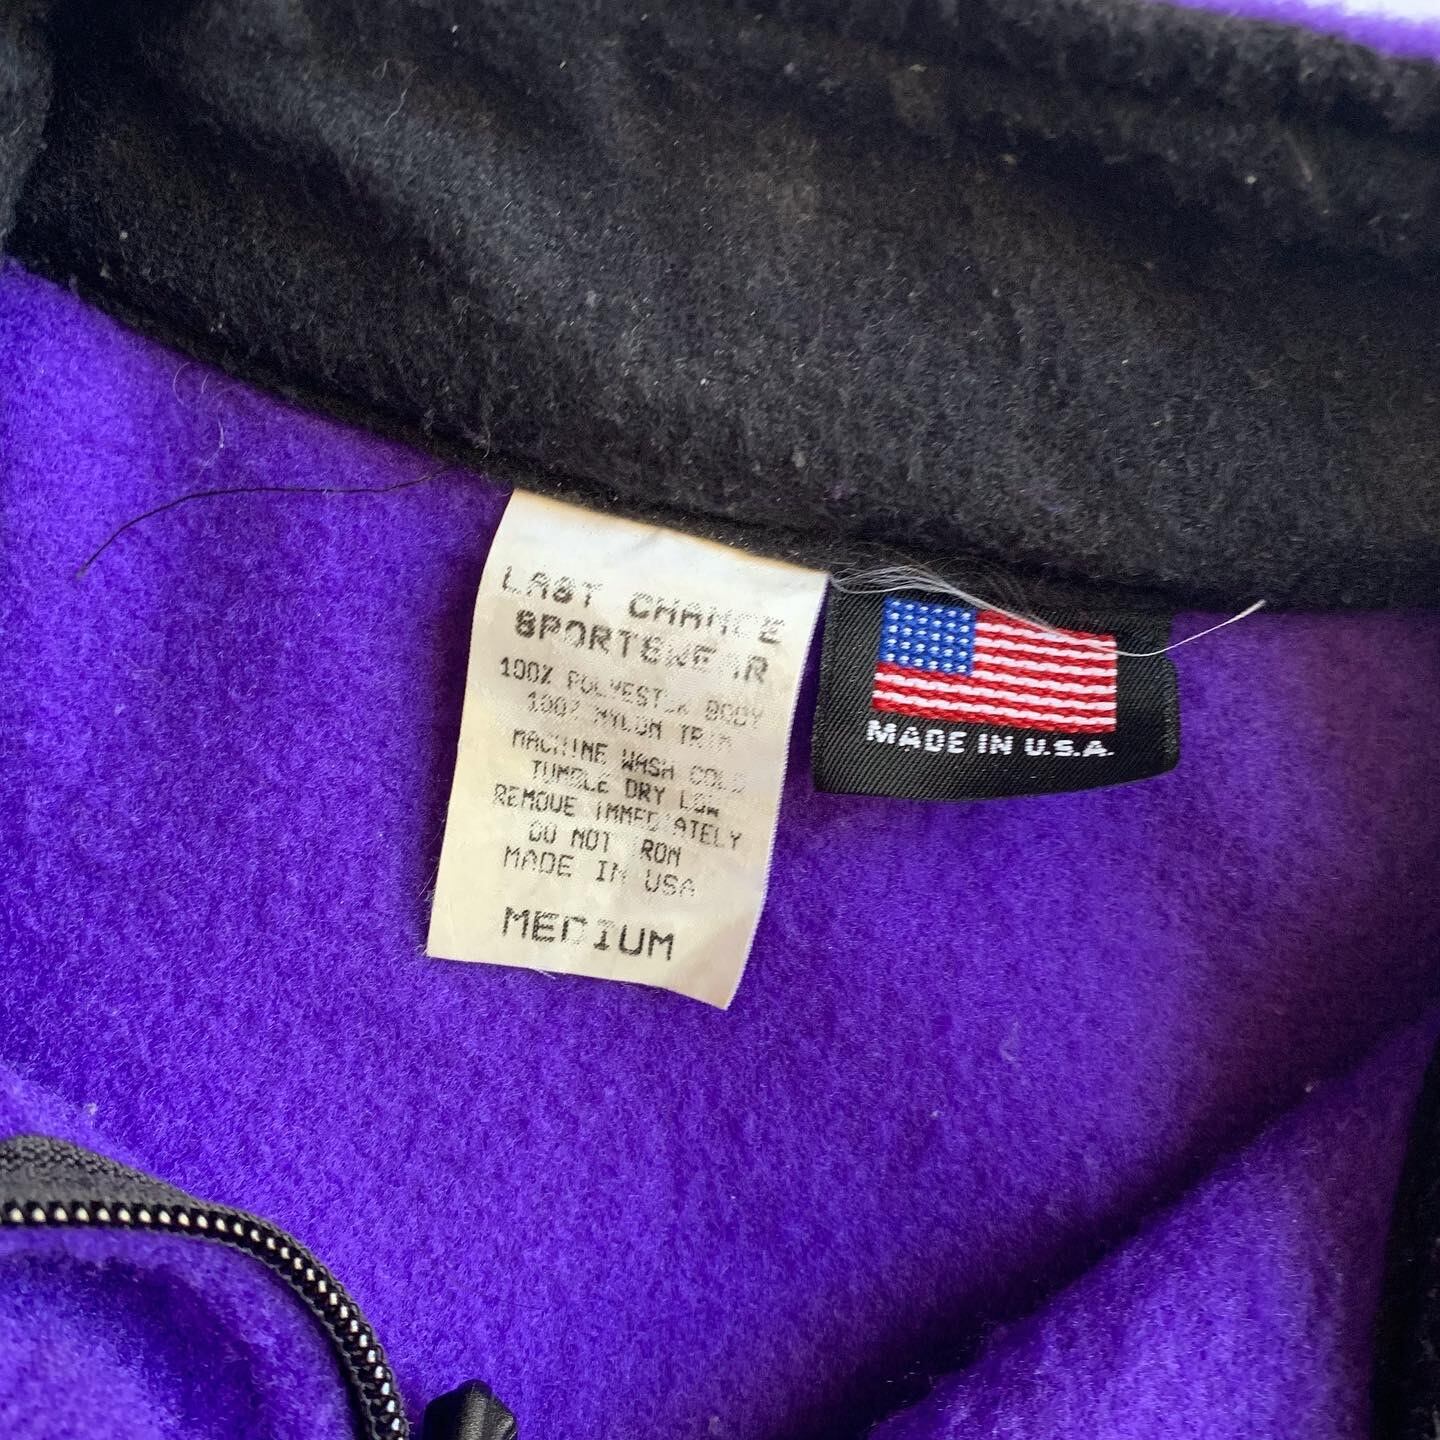 LAST CHANCE
SPORTSWEAR
100% POLYESTER BODY
100% NYLON TRIM
MACHINE WASH COLD
TUMBLE DRY LOW
REMOVE IMMEDIATELY
DO NOT IRON
MADE IN USA
MEDIUM
MADE IN U.S.A.